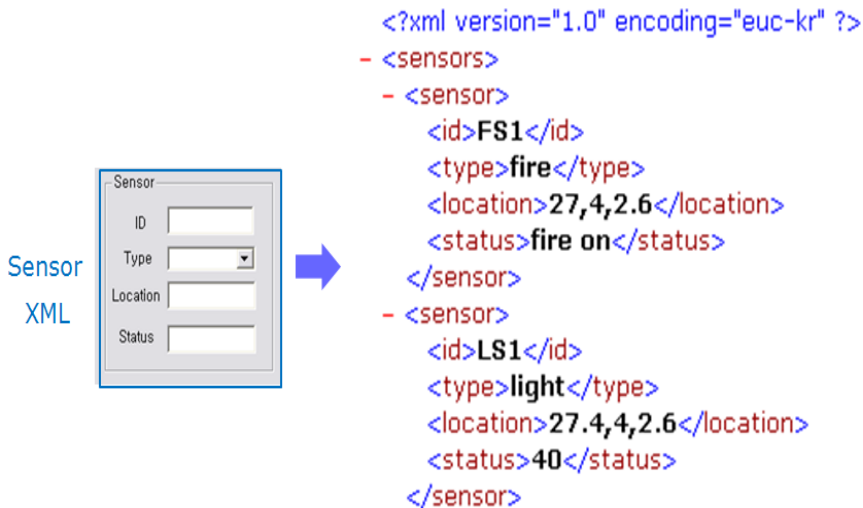 Sensor
XML
Sensor
ID
Type
Location
Status
<?xml version="1.0" encoding="euc-kr" ?>
- <sensors>
- <sensor>
<id>FS1</id>
<type>fire</type>
<location>27,4,2.6</location>
<status>fire on</status>
</sensor>
- <sensor>
<id>LS1</id>
<type>light</type>
<location>27.4,4,2.6</location>
<status>40</status>
</sensor>